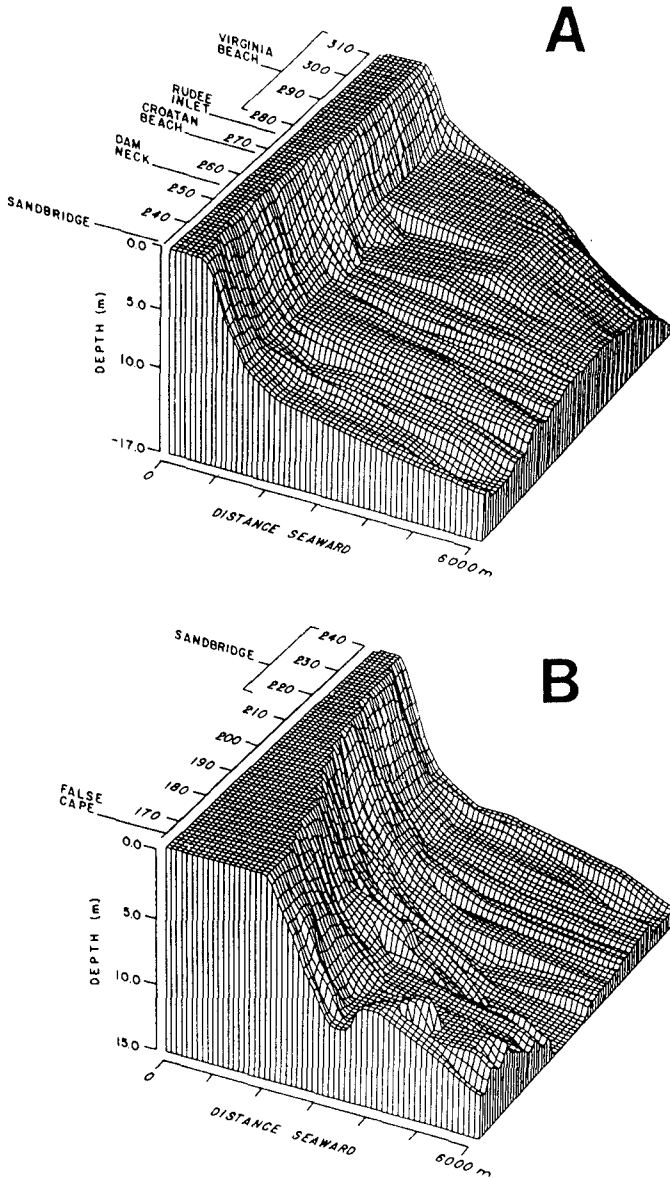 A
VIRGINIA
BEACH
310
300
290
280
270
260
250
240
RUDEE
INLET
CROATAN
BEACH
DAM
NECK
SANDBRIDGE
0.0
5.0
10.0
-17.0
DEPTH (m)
0
DISTANCE SEAWARD
6000 m
B
SANDBRIDGE
240
230
220
210
200
190
180
170
FALSE
CAPE
0.0
5.0
10.0
15.0
DEPTH (m)
0
DISTANCE SEAWARD
6000 m